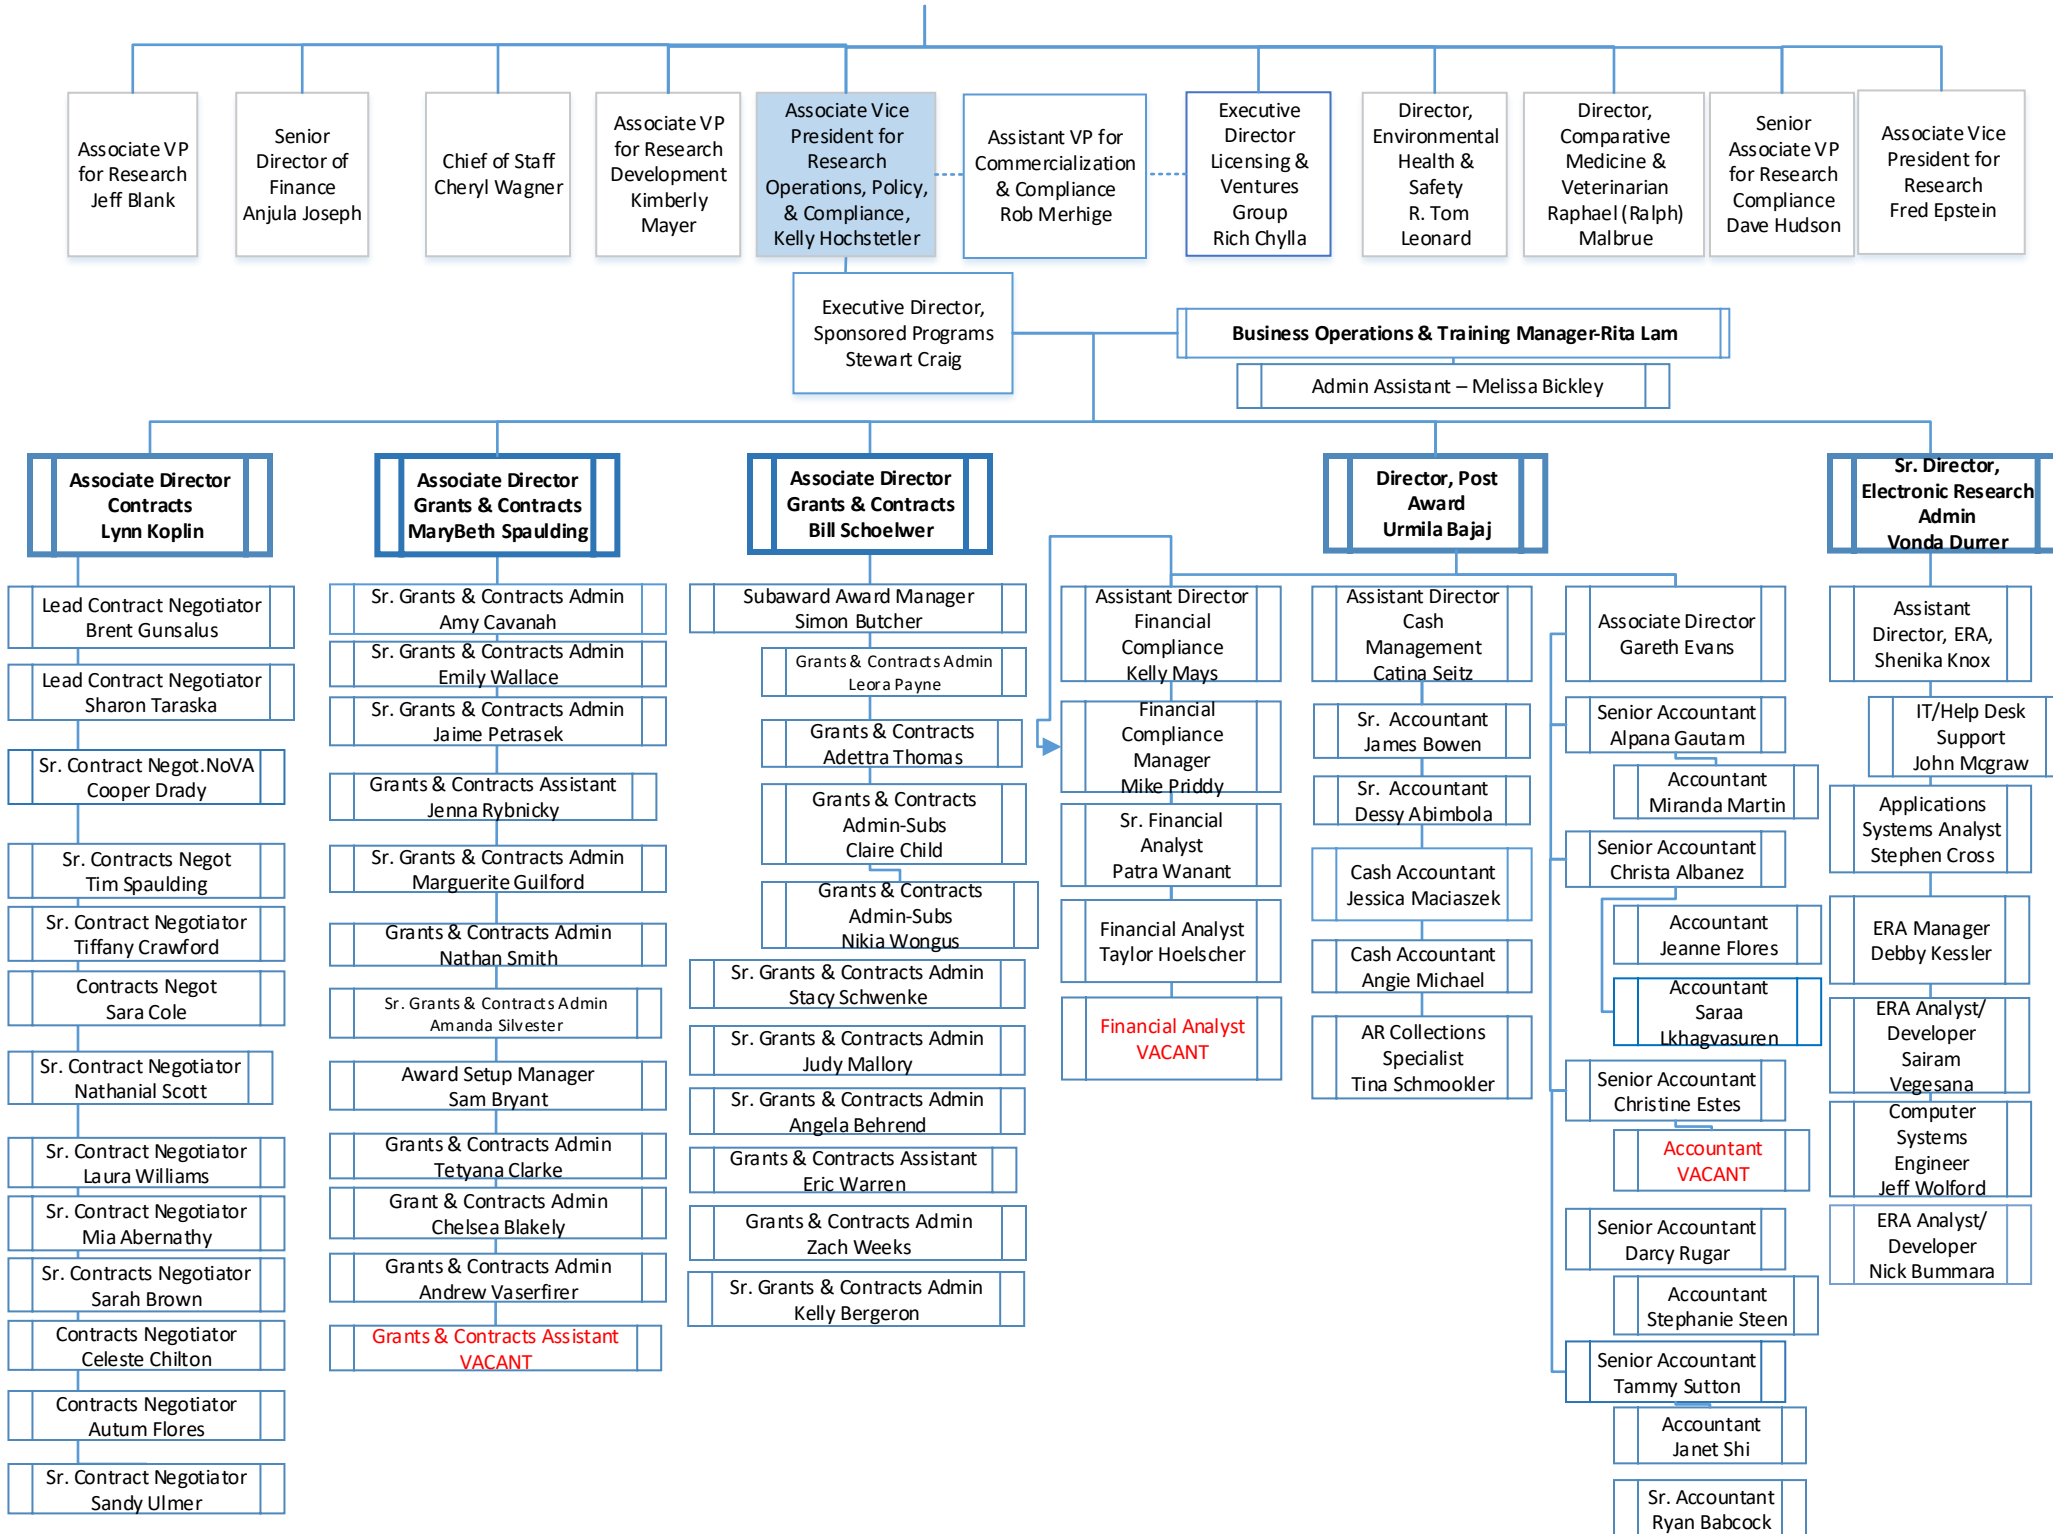 Associate VP
for Research
Jeff Blank
Senior
Director of
Finance
Anjula Joseph
Chief of Staff
Cheryl Wagner
Associate VP
for Research
Development
Kimberly
Mayer
Associate Vice
President for
Research
Operations, Policy,
& Compliance,
Kelly Hochstetler
Assistant VP for
Commercialization
& Compliance
Rob Merhige
Executive
Director
Licensing &
Ventures
Group
Rich Chylla
Director,
Environmental
Health &
Safety
R. Tom
Leonard
Director,
Comparative
Medicine &
Veterinarian
Raphael (Ralph)
Malbrue
Senior
Associate VP
for Research
Compliance
Dave Hudson
Associate Vice
President for
Research
Fred Epstein
Executive Director,
Sponsored Programs
Stewart Craig
Business Operations & Training Manager-Rita Lam
Admin Assistant – Melissa Bickley
Associate Director
Contracts
Lynn Koplin
Lead Contract Negotiator
Brent Gunsalus
Lead Contract Negotiator
Sharon Taraska
Sr. Contract Negot.NoVA
Cooper Drady
Sr. Contracts Negot
Tim Spaulding
Sr. Contract Negotiator
Tiffany Crawford
Contracts Negot
Sara Cole
Sr. Contract Negotiator
Nathanial Scott
Sr. Contract Negotiator
Laura Williams
Sr. Contract Negotiator
Mia Abernathy
Sr. Contracts Negotiator
Sarah Brown
Contracts Negotiator
Celeste Chilton
Contracts Negotiator
Autum Flores
Sr. Contract Negotiator
Sandy Ulmer
Associate Director
Grants & Contracts
MaryBeth Spaulding
Sr. Grants & Contracts Admin
Amy Cavanah
Sr. Grants & Contracts Admin
Emily Wallace
Sr. Grants & Contracts Admin
Jaime Petrasek
Grants & Contracts Assistant
Jenna Rybnicky
Sr. Grants & Contracts Admin
Marguerite Guilford
Grants & Contracts Admin
Nathan Smith
Sr. Grants & Contracts Admin
Amanda Silvester
Award Setup Manager
Sam Bryant
Grants & Contracts Admin
Tetyana Clarke
Grant & Contracts Admin
Chelsea Blakely
Grants & Contracts Admin
Andrew Vaserfirer
Grants & Contracts Assistant
VACANT
Associate Director
Grants & Contracts
Bill Schoelwer
Subaward Award Manager
Simon Butcher
Grants & Contracts Admin
Leora Payne
Grants & Contracts
Adettra Thomas
Grants & Contracts
Admin-Subs
Claire Child
Grants & Contracts
Admin-Subs
Nikia Wongus
Sr. Grants & Contracts Admin
Stacy Schwenke
Sr. Grants & Contracts Admin
Judy Mallory
Sr. Grants & Contracts Admin
Angela Behrend
Grants & Contracts Assistant
Eric Warren
Grants & Contracts Admin
Zach Weeks
Sr. Grants & Contracts Admin
Kelly Bergeron
Director, Post
Award
Urmila Bajaj
Assistant Director
Financial
Compliance
Kelly Mays
Financial
Compliance
Manager
Mike Priddy
Sr. Financial
Analyst
Patra Wanant
Financial Analyst
Taylor Hoelscher
Financial Analyst
VACANT
Assistant Director
Cash
Management
Catina Seitz
Sr. Accountant
James Bowen
Sr. Accountant
Dessy Abimbola
Cash Accountant
Jessica Maciaszek
Cash Accountant
Angie Michael
AR Collections
Specialist
Tina Schmookler
Associate Director
Gareth Evans
Senior Accountant
Alpana Gautam
Accountant
Miranda Martin
Senior Accountant
Christa Albanez
Accountant
Jeanne Flores
Accountant
Saraa
Lkhagvasuren
Senior Accountant
Christine Estes
Accountant
VACANT
Senior Accountant
Darcy Rugar
Accountant
Stephanie Steen
Senior Accountant
Tammy Sutton
Accountant
Janet Shi
Sr. Accountant
Ryan Babcock
Sr. Director,
Electronic Research
Admin
Vonda Durrer
Assistant
Director, ERA,
Shenika Knox
IT/Help Desk
Support
John Mcgraw
Applications
Systems Analyst
Stephen Cross
ERA Manager
Debby Kessler
ERA Analyst/
Developer
Sairam
Vegesana
Computer
Systems
Engineer
Jeff Wolford
ERA Analyst/
Developer
Nick Bummara